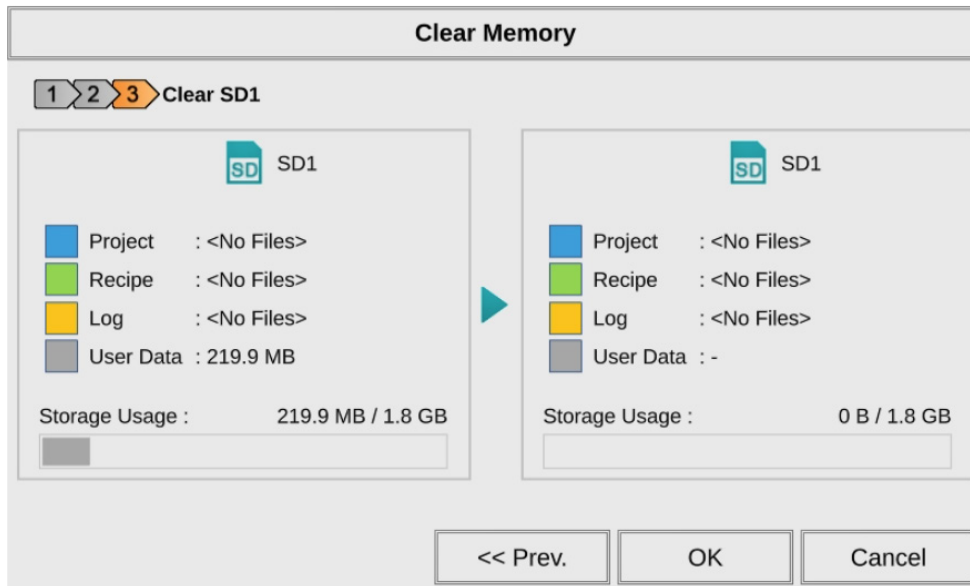 Clear Memory
1 2 3 Clear SD1
SD SD1
Project : <No Files>
Recipe : <No Files>
Log : <No Files>
User Data : 219.9 MB
Storage Usage : 219.9 MB / 1.8 GB
SD SD1
Project : <No Files>
Recipe : <No Files>
Log : <No Files>
User Data : -
Storage Usage : 0 B / 1.8 GB
<< Prev. OK Cancel